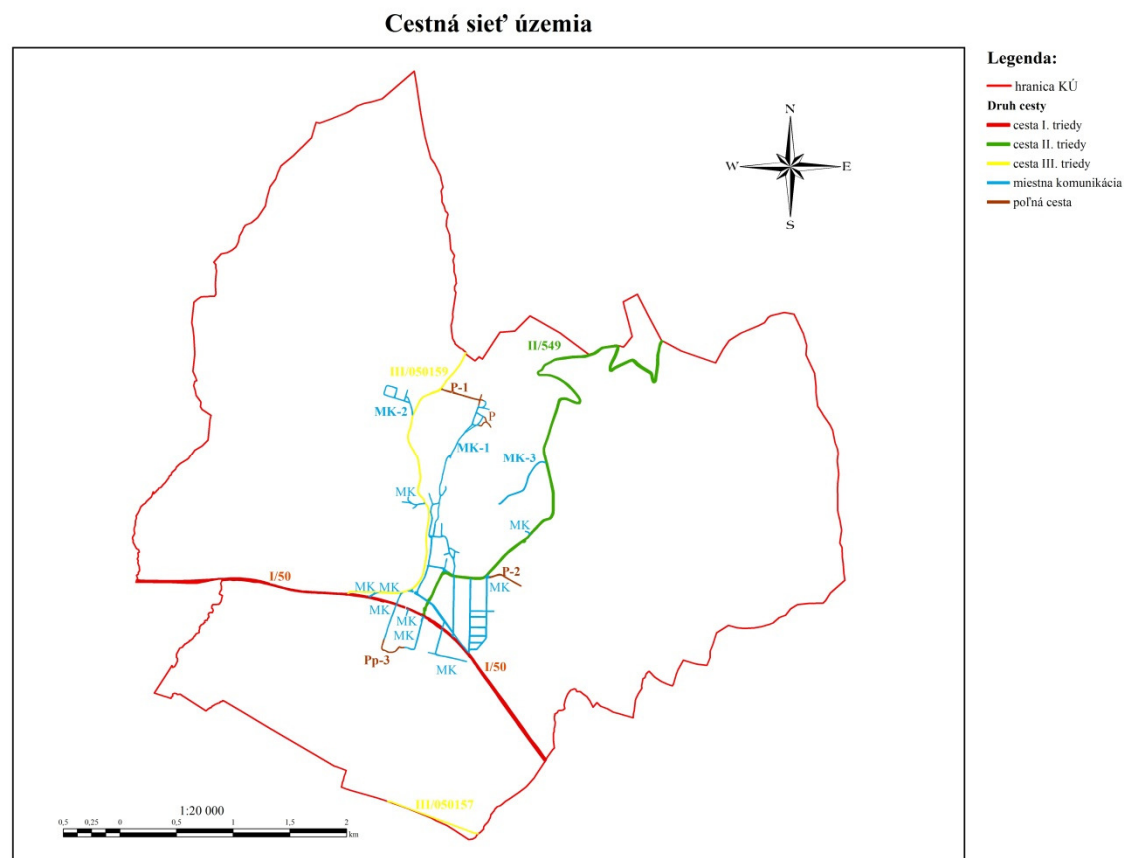 Cestná sieť územia
Legenda:
hranica KÚ
Druh cesty
cesta I. triedy
cesta II. triedy
cesta III. triedy
miestna komunikácia
poľná cesta
N
W
E
S
II/549
III/050159
P-1
MK-2
P
MK-1
MK-3
MK
MK
P-2
I/50
MK
MK
MK
MK
MK
MK
Pp-3
MK
I/50
III/050157
1:20 000
0,5
0,25
0
0,5
1
1,5
2
km